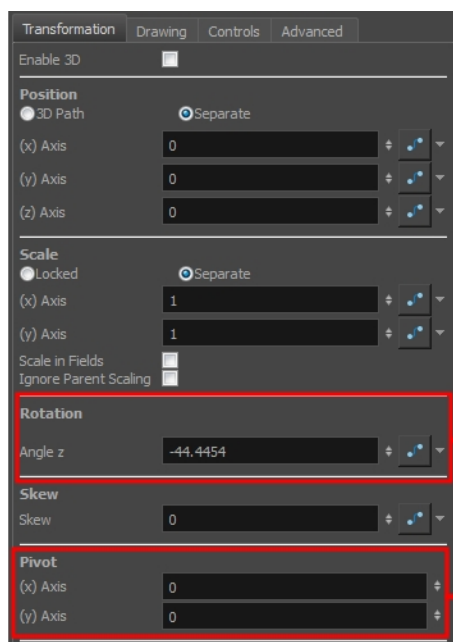 Transformation Drawing Controls Advanced
Enable 3D
Position
3D Path Separate
(x) Axis 0
(y) Axis 0
(z) Axis 0
Scale
Locked Separate
(x) Axis 1
(y) Axis 1
Scale in Fields
Ignore Parent Scaling
Rotation
Angle z -44.4454
Skew
Skew 0
Pivot
(x) Axis 0
(y) Axis 0